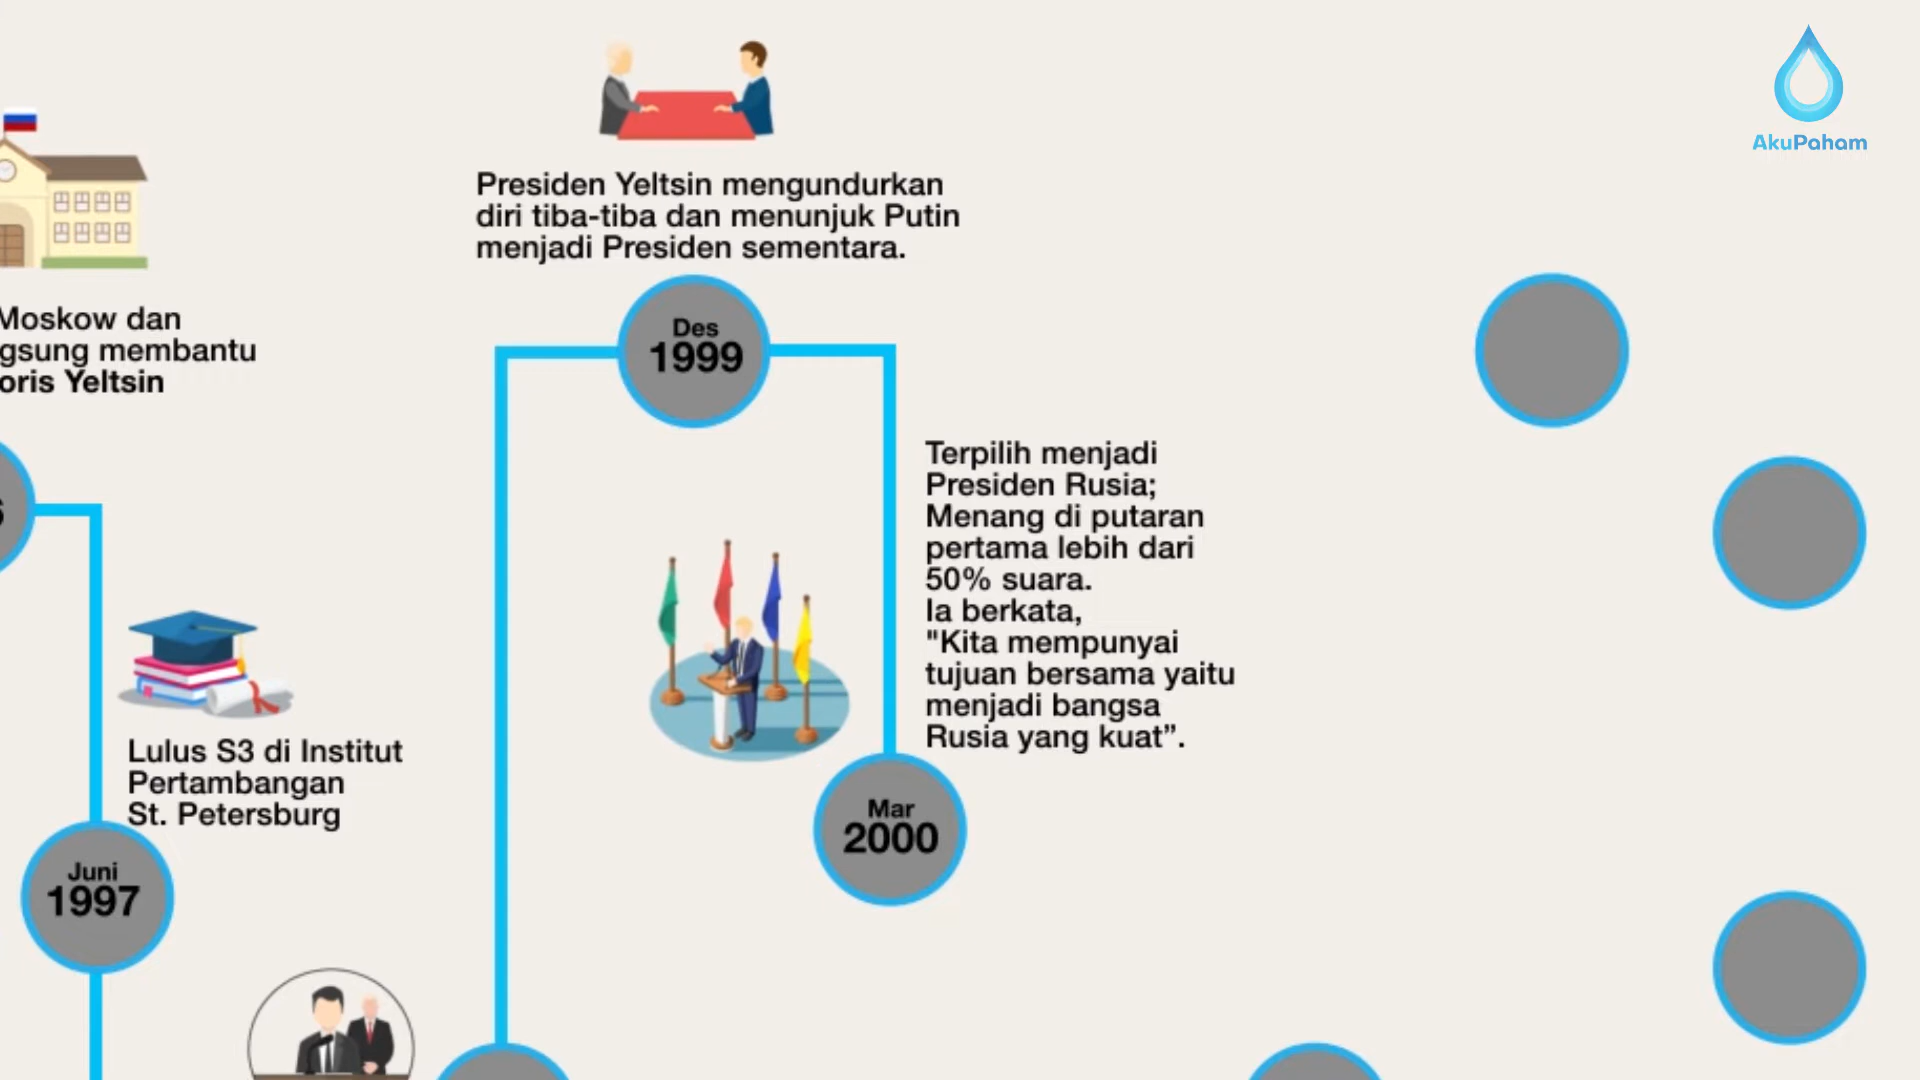 AkuPaham
Moskow dan
gsung membantu
oris Yeltsin
Lulus S3 di Institut
Pertambangan
St. Petersburg
Juni
1997
Presiden Yeltsin mengundurkan
diri tiba-tiba dan menunjuk Putin
menjadi Presiden sementara.
Des
1999
Terpilih menjadi
Presiden Rusia;
Menang di putaran
pertama lebih dari
50% suara.
Ia berkata,
"Kita mempunyai
tujuan bersama yaitu
menjadi bangsa
Rusia yang kuat”.
Mar
2000